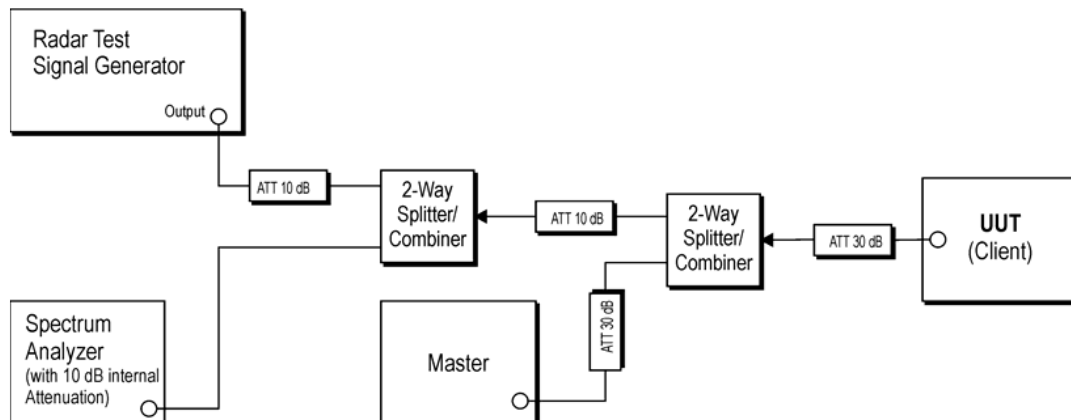 Radar Test
Signal Generator
Output
ATT 10 dB
2-Way
Splitter/
Combiner
ATT 10 dB
2-Way
Splitter/
Combiner
ATT 30 dB
UUT
(Client)
Spectrum
Analyzer
(with 10 dB internal
Attenuation)
Master
ATT 30 dB